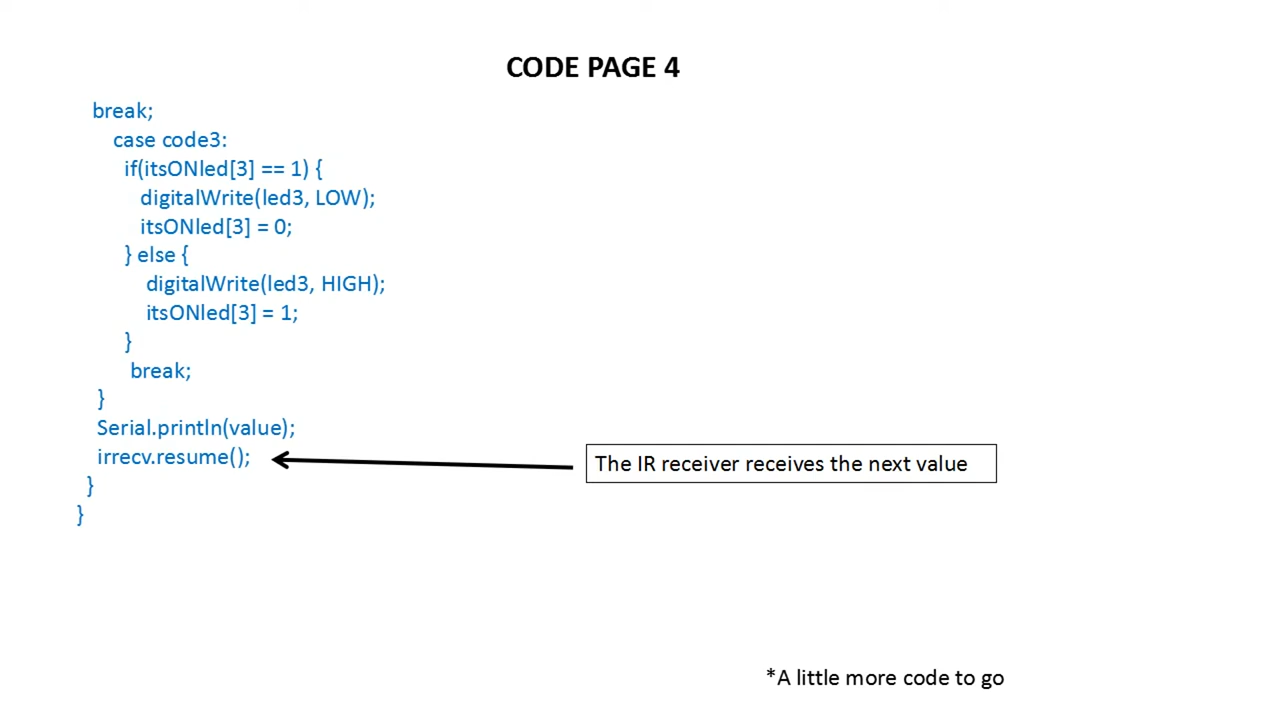 CODE PAGE 4
break;
case code3:
if(itsONled[3] == 1) {
digitalWrite(led3, LOW);
itsONled[3] = 0;
} else {
digitalWrite(led3, HIGH);
itsONled[3] = 1;
}
break;
}
Serial.println(value);
irrecv.resume();
The IR receiver receives the next value
}
}
*A little more code to go